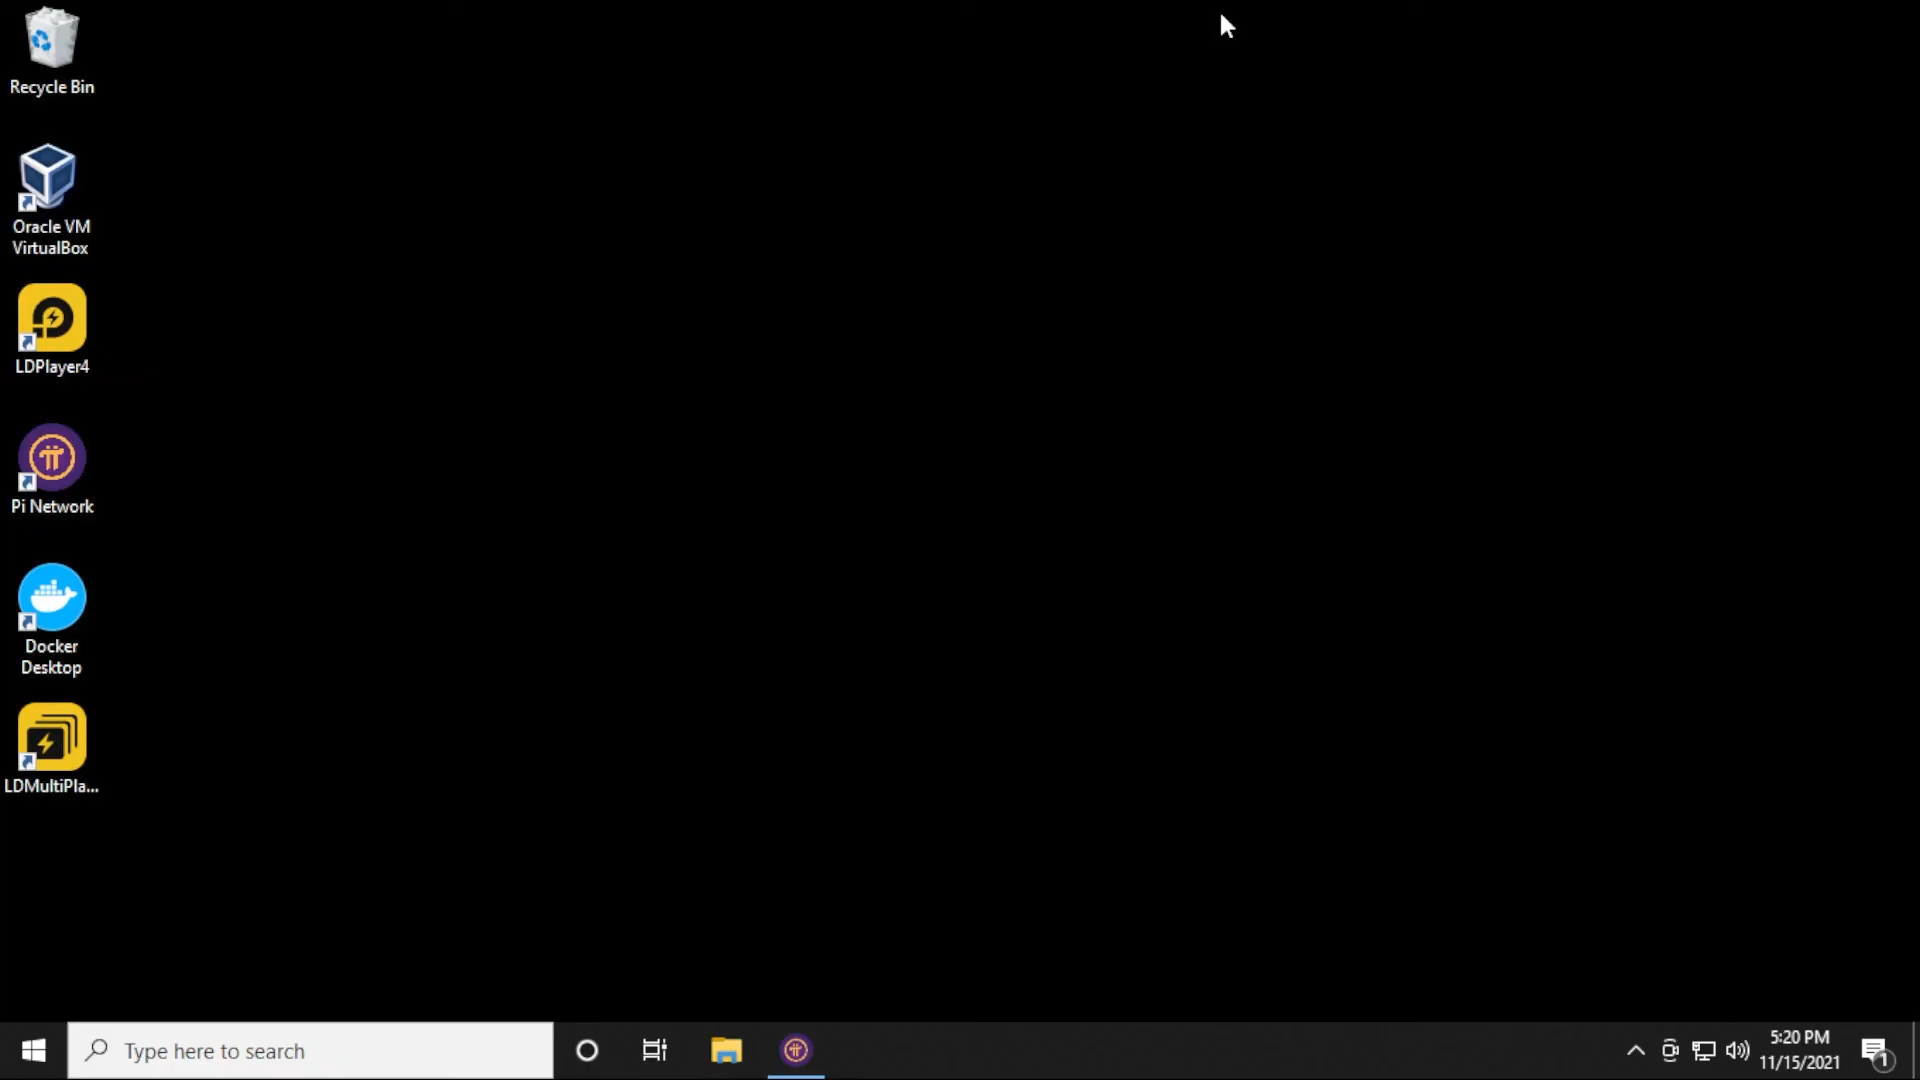 Recycle Bin
Oracle VM
VirtualBox
LDPlayer4
Pi Network
Docker
Desktop
LDMultiPla...
Type here to search
5:20 PM
11/15/2021
1